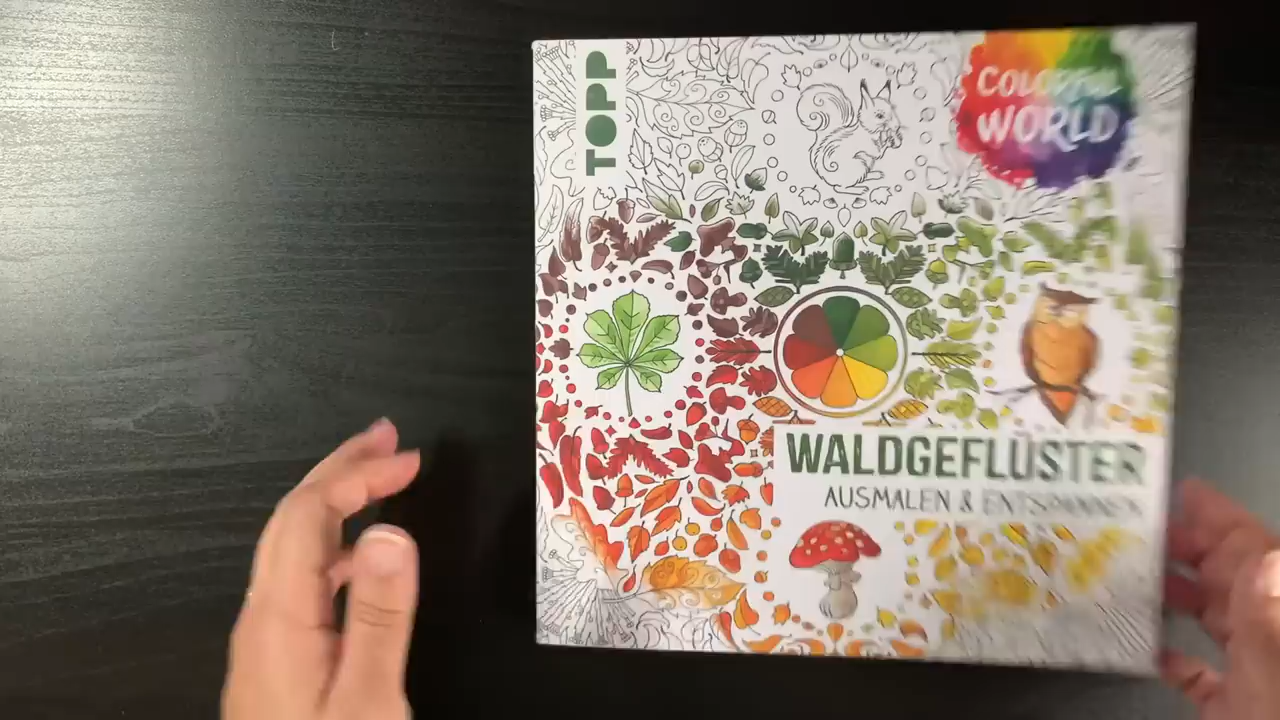 TOPP
COLORFUL
WORLD
WALDGEFLÜSTER
AUSMALEN & ENTSPANNEN